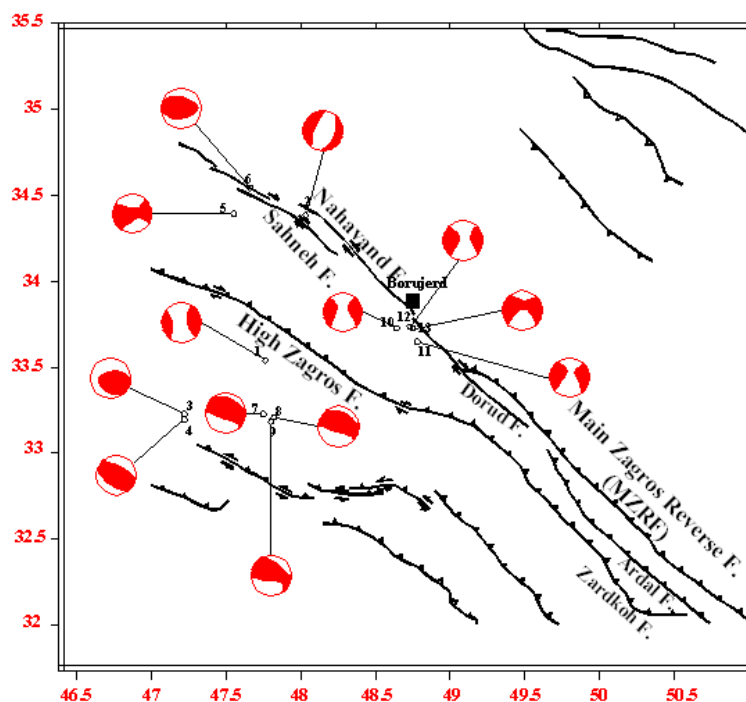 35.5
35
34.5
34
33.5
33
32.5
32
6
2
5
Nahavand F.
Sahneh F.
Borujerd
12
10
13
11
High Zagros F.
1
Dorud F.
Main Zagros Reverse F.
(MZRF)
3
4
7
8
9
Ardal F.
Zardkoh F.
46.5 47 47.5 48 48.5 49 49.5 50 50.5